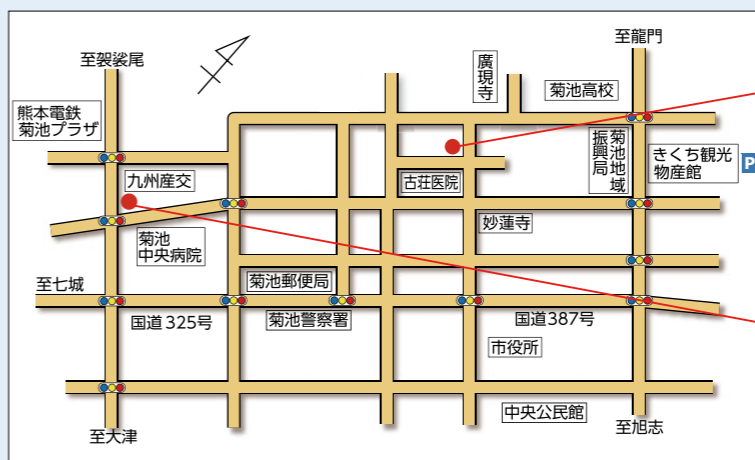 至袈裟尾
至龍門
廣現寺
菊池高校
熊本電鉄
菊池プラザ
菊池地域
振興局
きくち観光
物産館
P
九州産交
古荘医院
妙蓮寺
菊池
中央病院
至七城
菊池郵便局
国道325号
菊池警察署
国道387号
市役所
中央公民館
至大津
至旭志